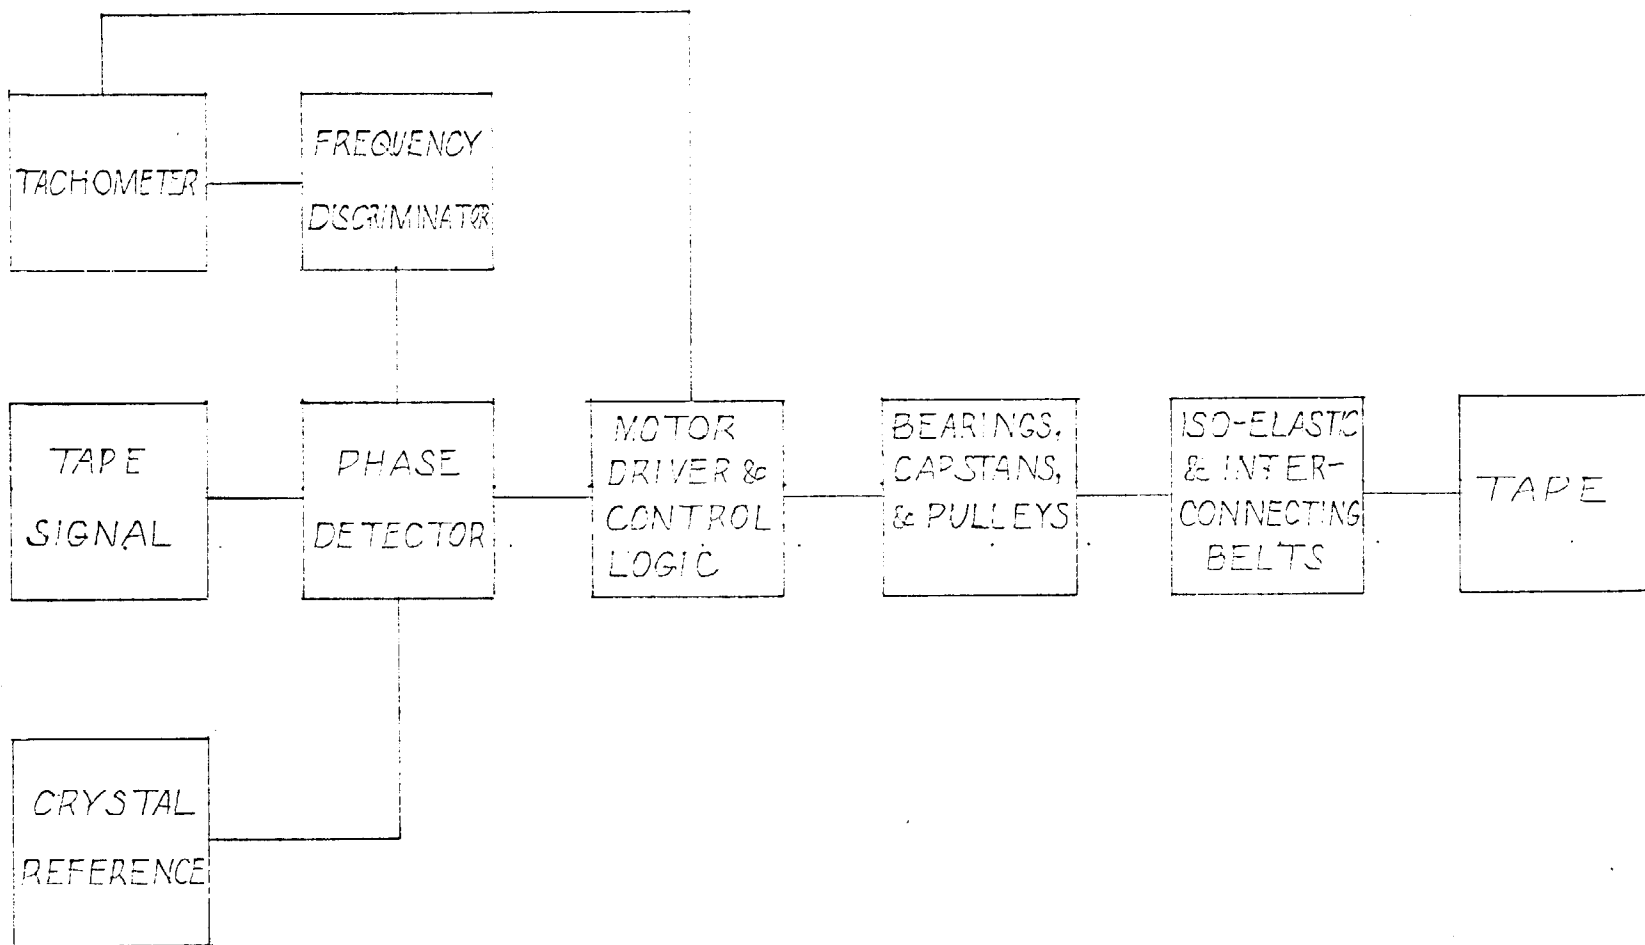 TACHOMETER
FREQUENCY
DISCRIMINATOR
TAPE
SIGNAL
PHASE
DETECTOR
MOTOR
DRIVER &
CONTROL
LOGIC
BEARINGS,
CAPSTANS,
& PULLEYS
ISO-ELASTIC
& INTER-
CONNECTING
BELTS
TAPE
CRYSTAL
REFERENCE